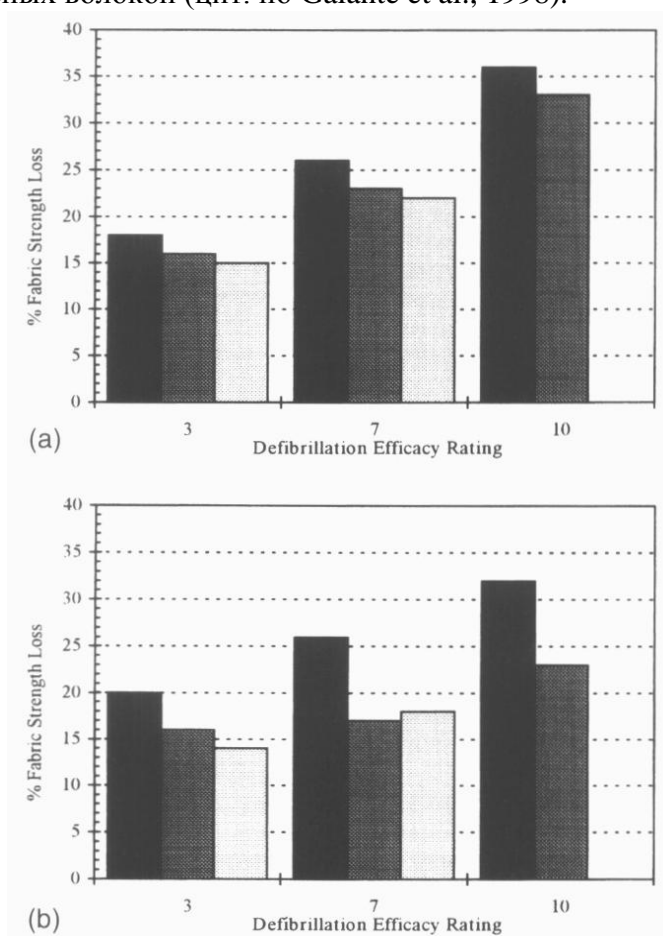 волокон (цит. по Galante et al., 1998).
40
35
30
25
20
15
10
5
0
% Fabric Strength Loss
3 7 10
(a)
Defibrillation Efficacy Rating
40
35
30
25
20
15
10
5
0
% Fabric Strength Loss
3 7 10
(b)
Defibrillation Efficacy Rating